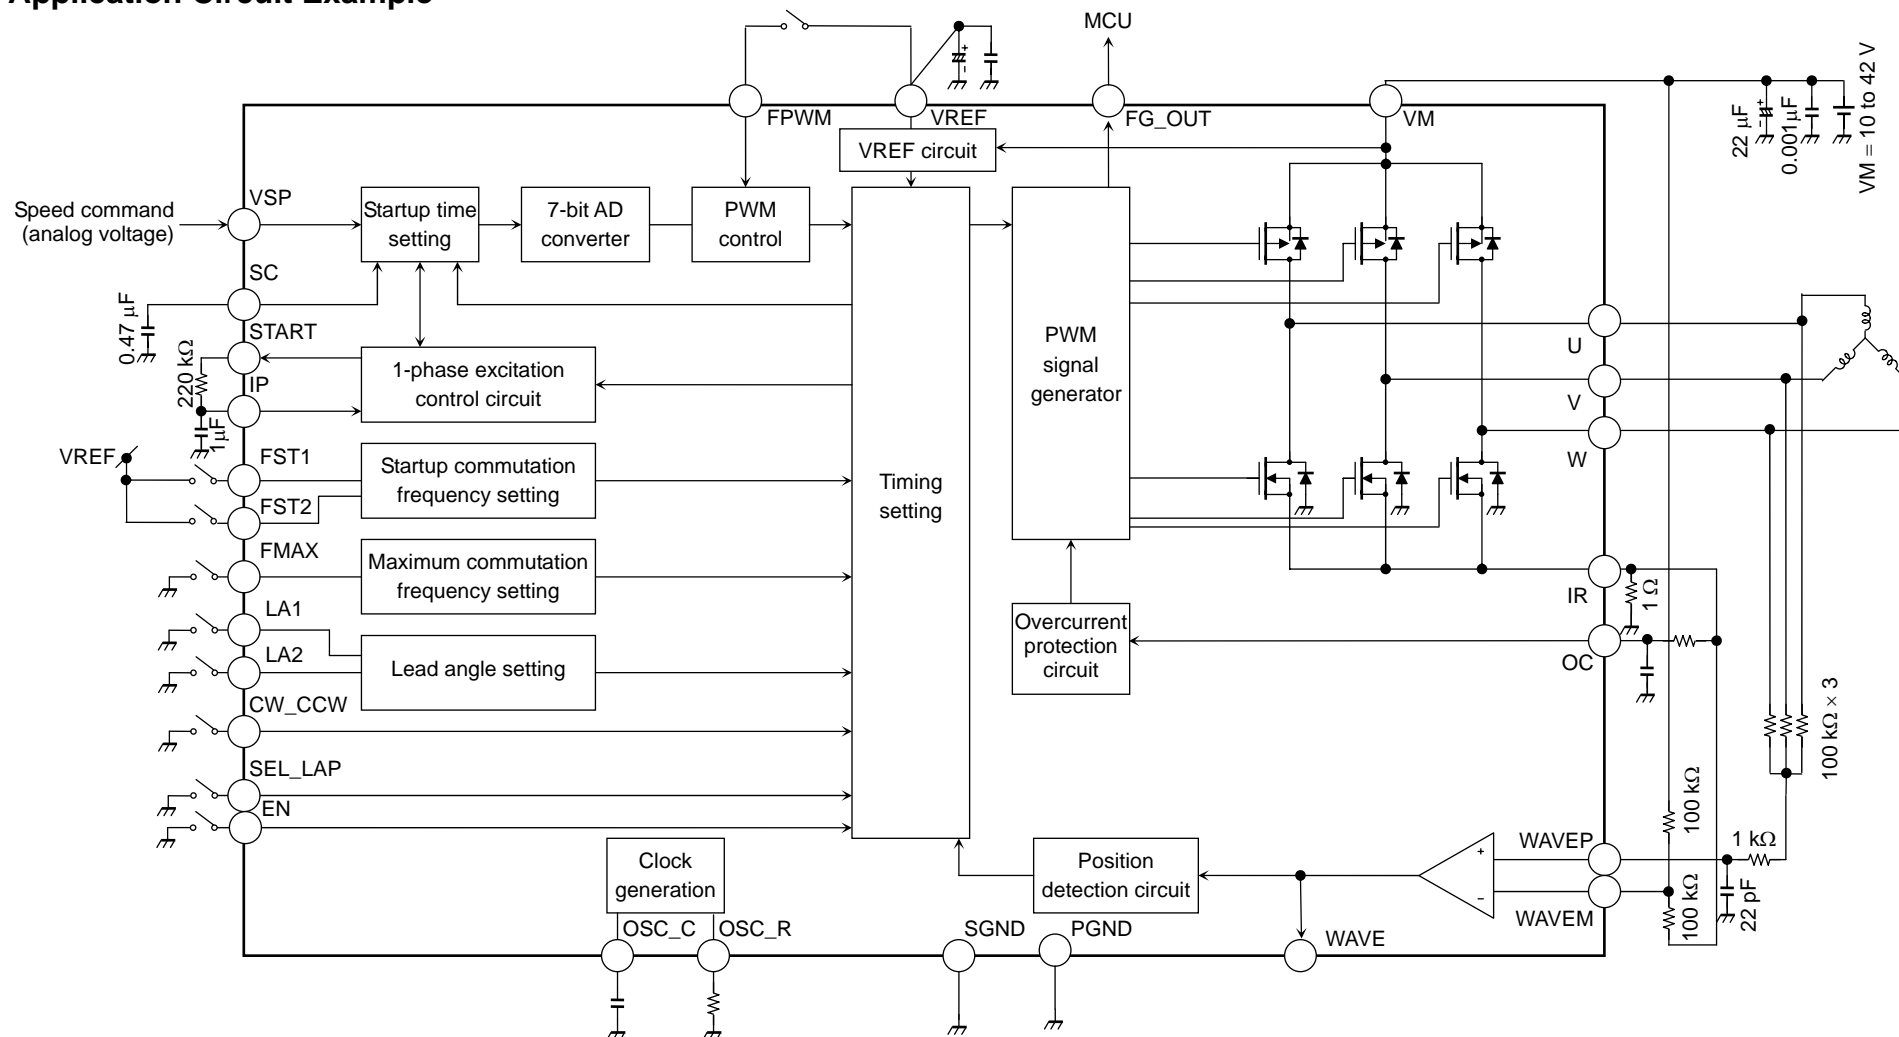 Application Circuit Example
MCU
FPWM
VREF
FG_OUT
VM
22 μF
0.001μF
VM = 10 to 42 V
VREF circuit
Speed command
(analog voltage)
VSP
Startup time
setting
7-bit AD
converter
PWM
control
SC
0.47 μF
START
220 kΩ
IP
1μF
1-phase excitation
control circuit
PWM
signal
generator
U
V
W
VREF
FST1
FST2
Startup commutation
frequency setting
Timing
setting
FMAX
Maximum commutation
frequency setting
IR
1 Ω
LA1
LA2
Lead angle setting
Overcurrent
protection
circuit
OC
CW_CCW
100 kΩ × 3
SEL_LAP
EN
100 kΩ
Clock
generation
Position
detection circuit
+
−
WAVEP
1 kΩ
WAVEM
100 kΩ
22 pF
OSC_C
OSC_R
SGND
PGND
WAVE